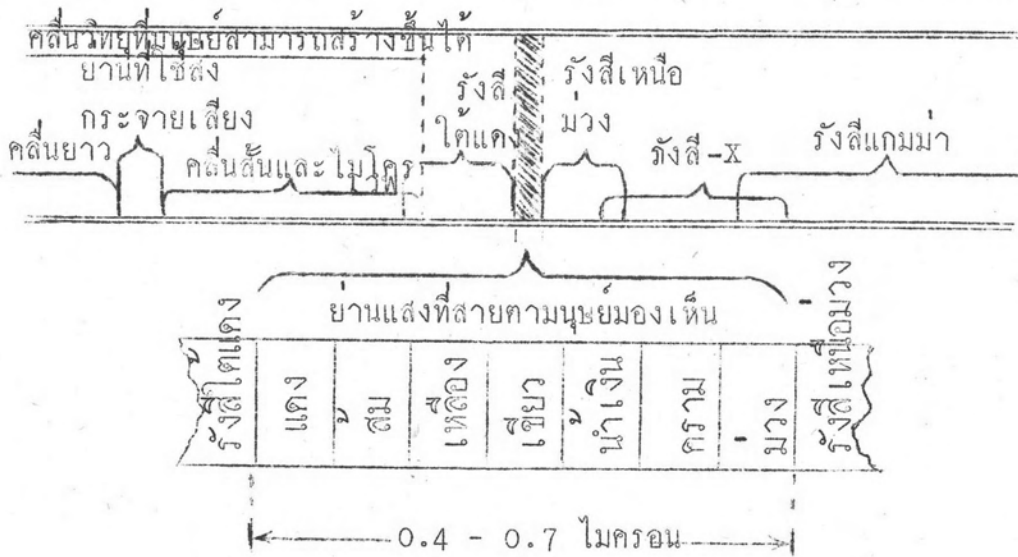 คลื่นวิทยุที่มนุษย์สามารถสร้างขึ้นได้
ย่านที่ใช้ส่ง
กระจายเสียง
คลื่นยาว
คลื่นสั้นและไมโคร
เวฟ
รังสี
ใต้แดง
รังสีเหนือ
ม่วง
รังสี -X
รังสีแกมม่า
ย่านแสงที่สายตามนุษย์มองเห็น
รังสีใต้แดง
แดง
ส้ม
เหลือง
เขียว
น้ำเงิน
คราม
ม่วง
รังสีเหนือม่วง
0.4 - 0.7 ไมครอน